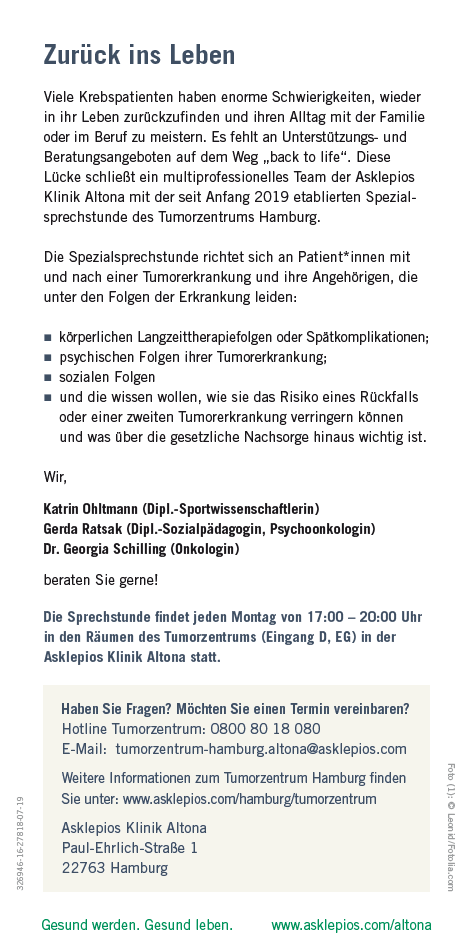 Zurück ins Leben
Viele Krebspatienten haben enorme Schwierigkeiten, wieder
in ihr Leben zurückzufinden und ihren Alltag mit der Familie
oder im Beruf zu meistern. Es fehlt an Unterstützungs- und
Beratungsangeboten auf dem Weg „back to life“. Diese
Lücke schließt ein multiprofessionelles Team der Asklepios
Klinik Altona mit der seit Anfang 2019 etablierten Spezial-
sprechstunde des Tumorzentrums Hamburg.
Die Spezialsprechstunde richtet sich an Patient*innen mit
und nach einer Tumorerkrankung und ihre Angehörigen, die
unter den Folgen der Erkrankung leiden:
■ körperlichen Langzeittherapiefolgen oder Spätkomplikationen;
■ psychischen Folgen ihrer Tumorerkrankung;
■ sozialen Folgen
■ und die wissen wollen, wie sie das Risiko eines Rückfalls
oder einer zweiten Tumorerkrankung verringern können
und was über die gesetzliche Nachsorge hinaus wichtig ist.
Wir,
Katrin Ohltmann (Dipl.-Sportwissenschaftlerin)
Gerda Ratsak (Dipl.-Sozialpädagogin, Psychoonkologin)
Dr. Georgia Schilling (Onkologin)
beraten Sie gerne!
Die Sprechstunde findet jeden Montag von 17:00 – 20:00 Uhr
in den Räumen des Tumorzentrums (Eingang D, EG) in der
Asklepios Klinik Altona statt.
Haben Sie Fragen? Möchten Sie einen Termin vereinbaren?
Hotline Tumorzentrum: 0800 80 18 080
E-Mail: tumorzentrum-hamburg.altona@asklepios.com
Weitere Informationen zum Tumorzentrum Hamburg finden
Sie unter: www.asklepios.com/hamburg/tumorzentrum
Asklepios Klinik Altona
Paul-Ehrlich-Straße 1
22763 Hamburg
326946-16-27818-07-19
Foto (1): © Leonid/Fotolia.com
Gesund werden. Gesund leben. www.asklepios.com/altona